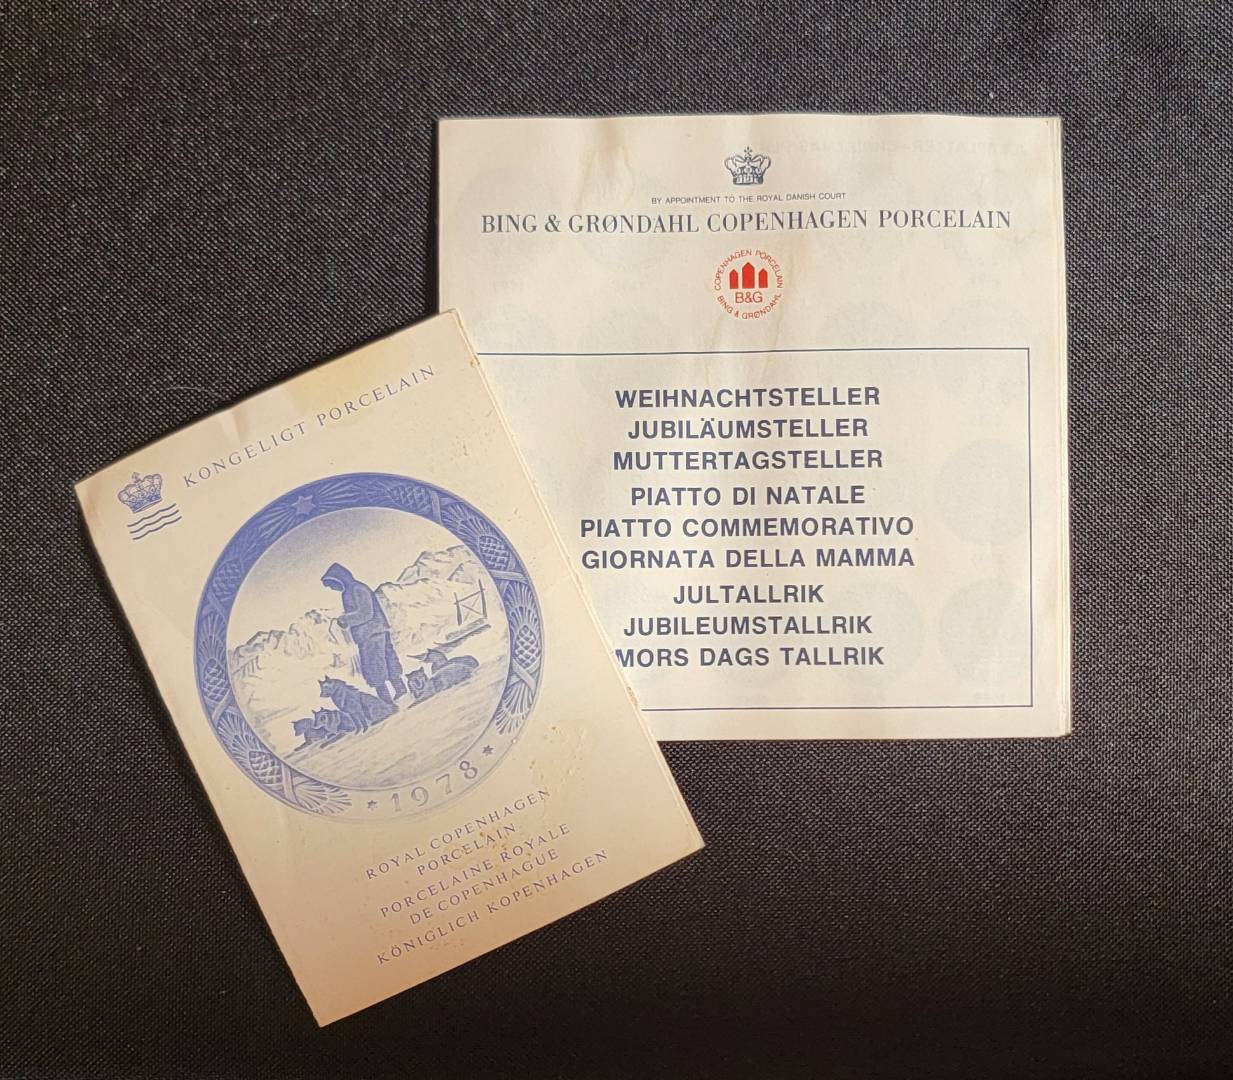 KONGELIGT PORCELAIN
1978
ROYAL COPENHAGEN
PORCELAIN
PORCELAINE ROYALE
DE COPENHAGUE
KÖNIGLICH KOPENHAGEN
BY APPOINTMENT TO THE ROYAL DANISH COURT
BING & GRØNDAHL COPENHAGEN PORCELAIN
COPENHAGEN PORCELAIN
B&G
BING & GRØNDAHL
WEIHNACHTSTELLER
JUBILÄUMSTELLER
MUTTERTAGSTELLER
PIATTO DI NATALE
PIATTO COMMEMORATIVO
GIORNATA DELLA MAMMA
JULTALLRIK
JUBILEUMSTALLRIK
MORS DAGS TALLRIK